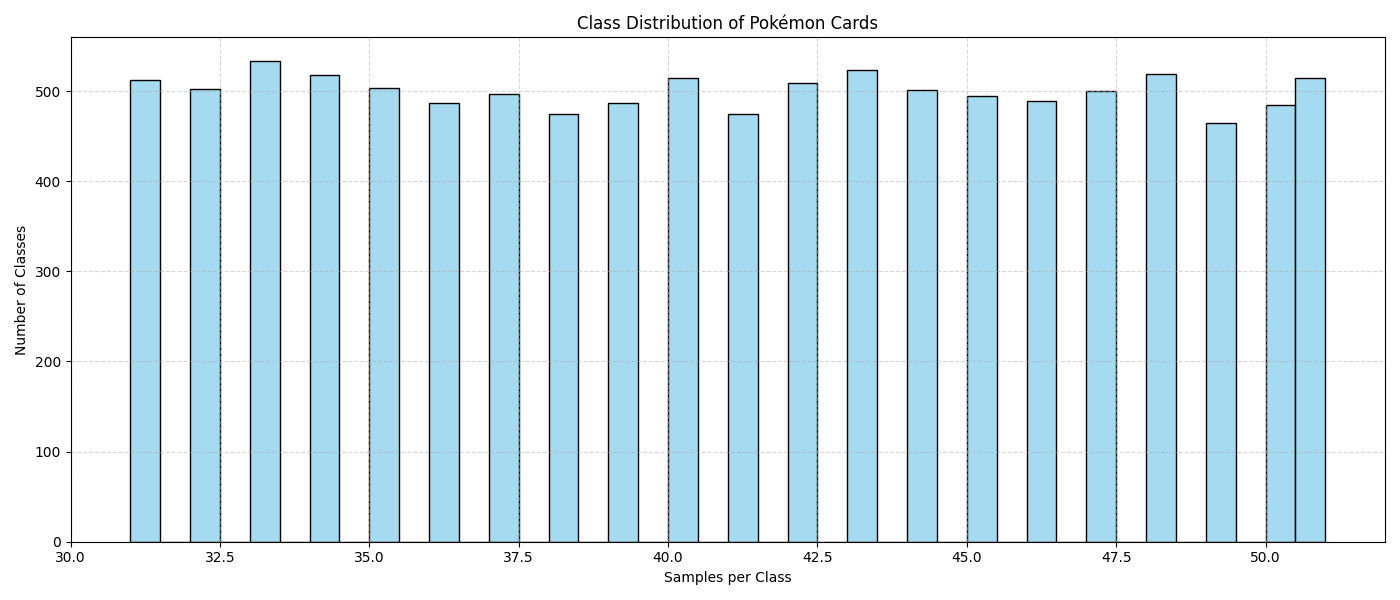 Class Distribution of Pokémon Cards
Number of Classes
500
400
300
200
100
0
30.0 32.5 35.0 37.5 40.0 42.5 45.0 47.5 50.0
Samples per Class